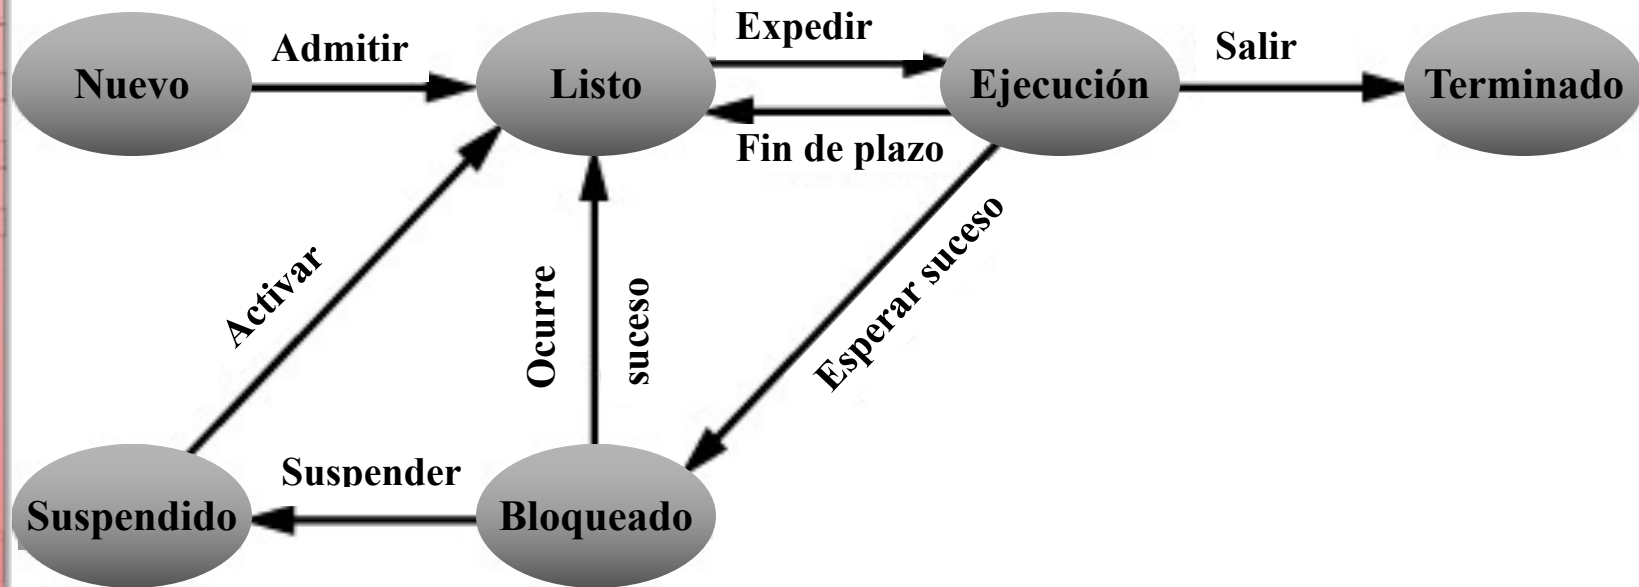 Nuevo
Admitir
Listo
Expedir
Fin de plazo
Ejecución
Salir
Terminado
Activar
Ocurre
suceso
Esperar suceso
Suspendido
Suspender
Bloqueado